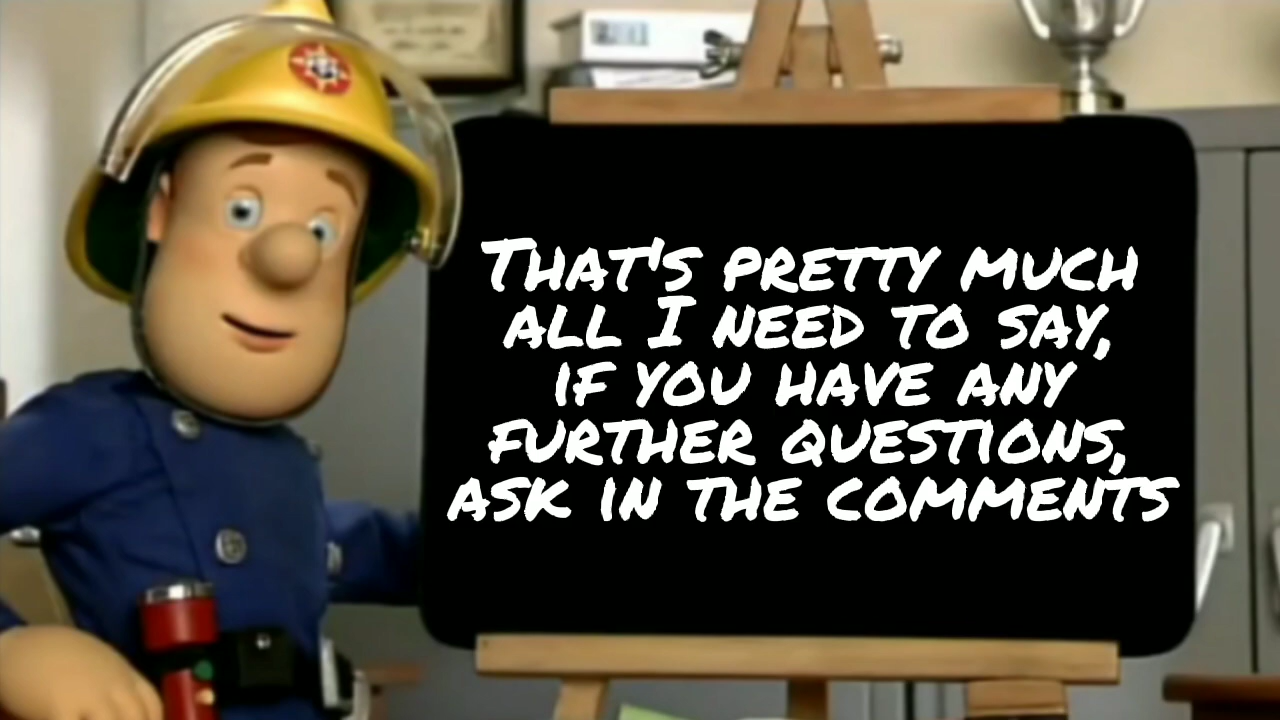 That's pretty much
all I need to say,
if you have any
further questions,
ask in the comments